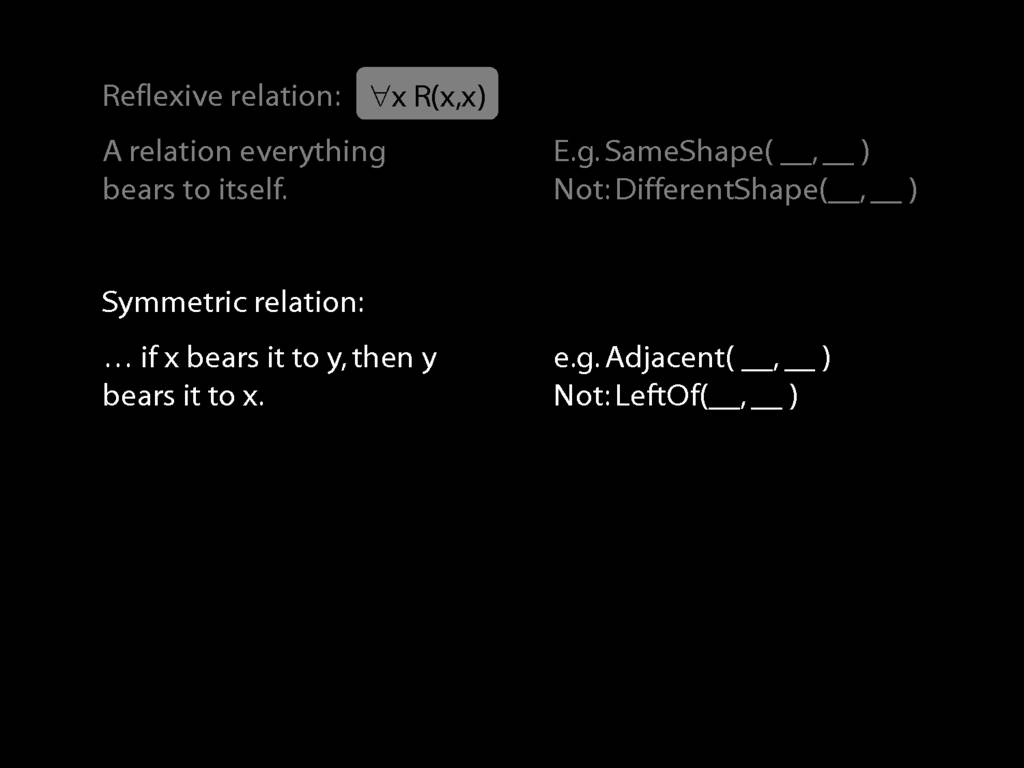 Reflexive relation: ∀x R(x,x)
A relation everything
bears to itself.
E.g. SameShape( __, __ )
Not: DifferentShape(__, __ )
Symmetric relation:
… if x bears it to y, then y
bears it to x.
e.g. Adjacent( __, __ )
Not: LeftOf(__, __ )